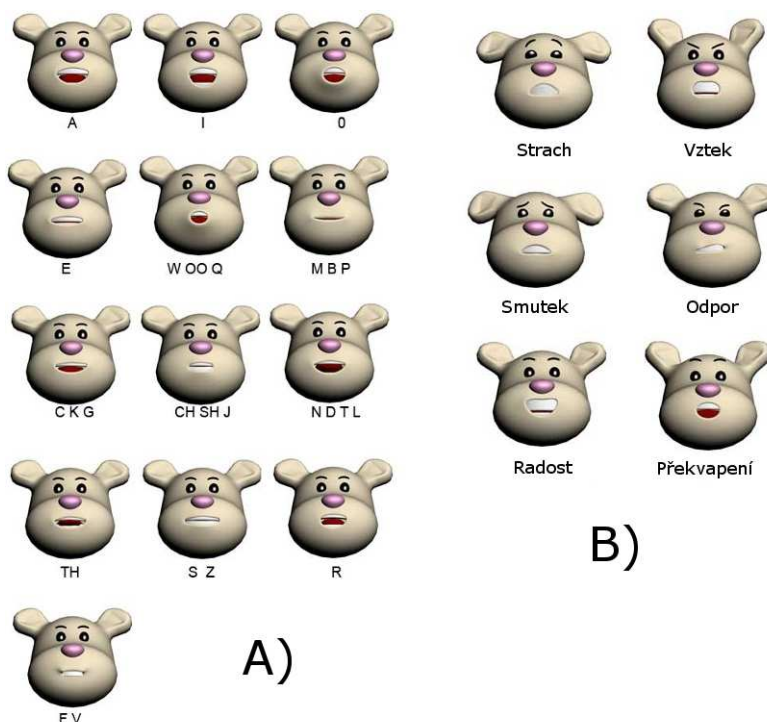 A
I
0
E
W OO Q
M B P
C K G
CH SH J
N D T L
TH
S Z
R
F V
A)
Strach
Vztek
Smutek
Odpor
Radost
Překvapení
B)